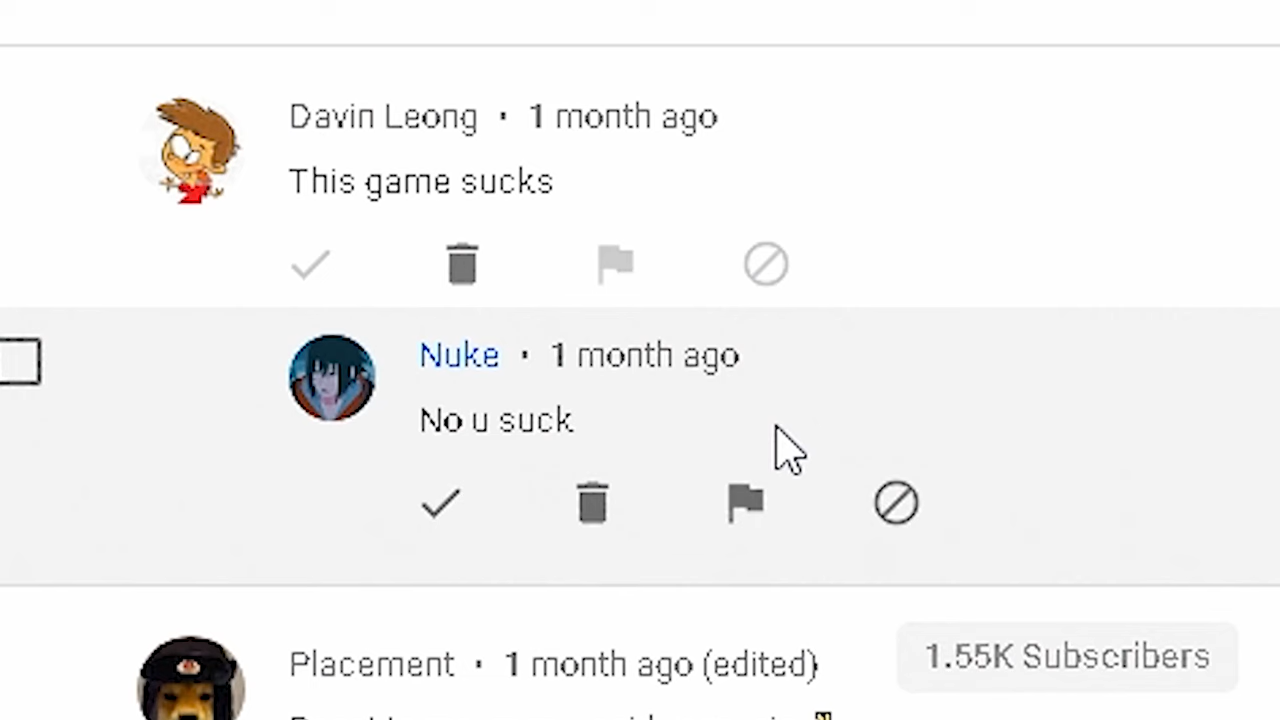 Davin Leong · 1 month ago
This game sucks
Nuke · 1 month ago
No u suck
Placement · 1 month ago (edited)
1.55K Subscribers